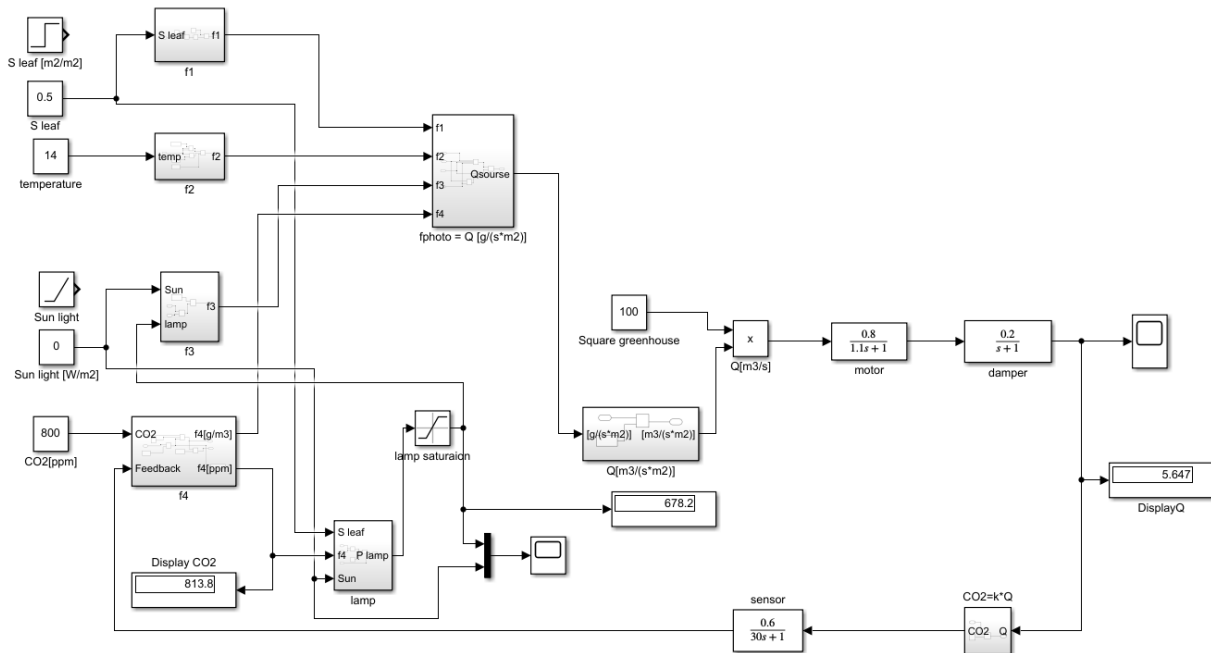 S leaf [m2/m2]
0.5
S leaf
S leaf f1
f1
14
temperature
temp f2
f2
f1
f2
f3
f4
Qsourse
fphoto = Q [g/(s*m2)]
Sun light
0
Sun light [W/m2]
Sun
lamp
f3
f3
800
CO2[ppm]
CO2 f4[g/m3]
Feedback f4[ppm]
f4
Display CO2
813.8
S leaf
f4 P lamp
Sun
lamp
lamp saturaion
678.2
100
Square greenhouse
[g/(s*m2)] [m3/(s*m2)]
Q[m3/(s*m2)]
x
Q[m3/s]
0.8
1.1s + 1
motor
0.2
s + 1
damper
5.647
DisplayQ
CO2=k*Q
CO2 Q
sensor
0.6
30s + 1